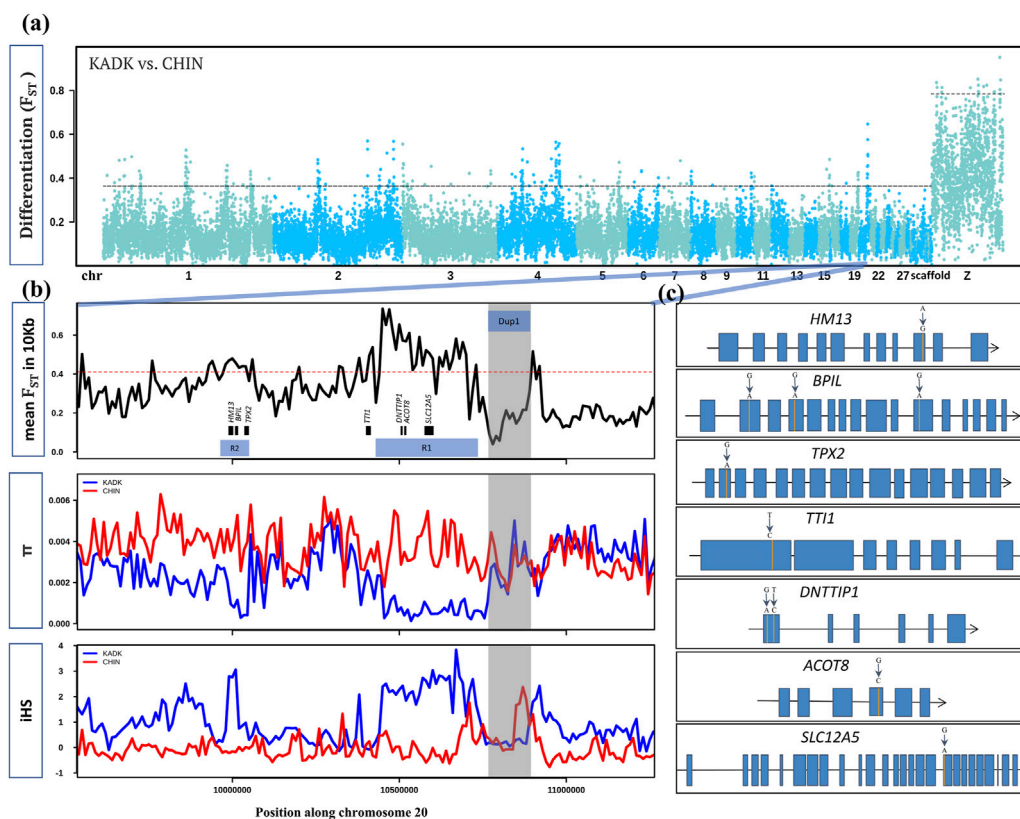 (a)
Differentiation (FST)
KADK vs. CHIN
0.8
0.6
0.4
0.2
chr 1 2 3 4 5 6 7 8 9 11 13 15 19 22 27 scaffold Z
(b)
mean FST in 10Kb
0.6
0.4
0.2
0.0
Dup1
HM13
BPIL
TPX2
TTI1
DNTTIP1
ACOT8
SLC12A5
R2
R1
π
0.006
0.004
0.002
0.000
KADK
CHIN
iHS
4
3
2
1
0
-1
KADK
CHIN
10000000 10500000 11000000
Position along chromosome 20
(c)
HM13
A
G
BPIL
G G G
A A A
TPX2
G
A
TTI1
T
C
DNTTIP1
G T
A C
ACOT8
G
C
SLC12A5
G
A